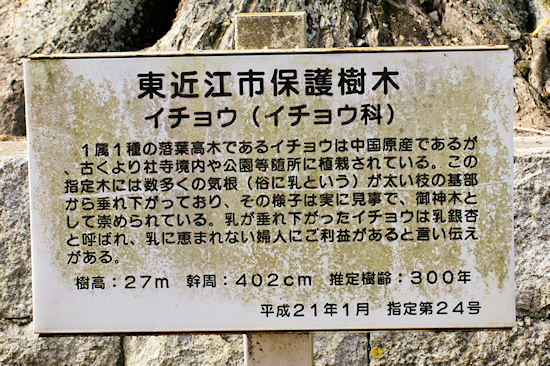 東近江市保護樹木
イチョウ（イチョウ科）
1属1種の落葉高木であるイチョウは中国原産であるが
、古くより社寺境内や公園等随所に植栽されている。この
指定木には数多くの気根（俗に乳という）が太い枝の基部
から垂れ下がっており、その様子は実に見事で、御神木と
して崇められている。乳が垂れ下がったイチョウは乳銀杏
と呼ばれ、乳に恵まれない婦人にご利益があると言い伝え
がある。
樹高：27m 幹周：402cm 推定樹齢：300年
平成21年1月 指定第24号